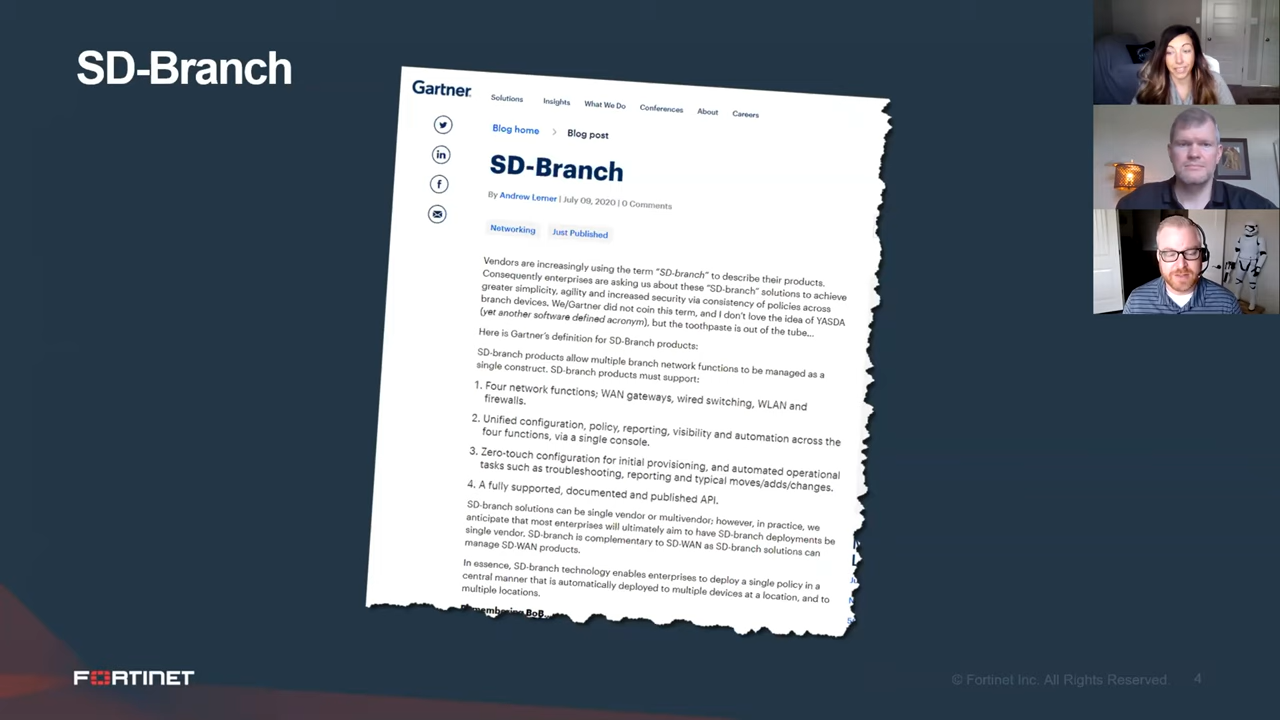 SD-Branch
Gartner
Solutions
Insights
What We Do
Conferences
About
Careers
Blog home > Blog post
SD-Branch
By Andrew Lerner | July 09, 2020 | 0 Comments
Networking
Just Published
Vendors are increasingly using the term "SD-branch" to describe their products.
Consequently enterprises are asking us about these "SD-branch" solutions to achieve
greater simplicity, agility and increased security via consistency of policies across
branch devices. We/Gartner did not coin this term, and I don't love the idea of YASDA
(yet another software defined acronym), but the toothpaste is out of the tube...
Here is Gartner's definition for SD-Branch products:
SD-branch products allow multiple branch network functions to be managed as a
single construct. SD-branch products must support:
1. Four network functions; WAN gateways, wired switching, WLAN and
firewalls.
2. Unified configuration, policy, reporting, visibility and automation across the
four functions, via a single console.
3. Zero-touch configuration for initial provisioning, and automated operational
tasks such as troubleshooting, reporting and typical moves/adds/changes.
4. A fully supported, documented and published API.
SD-branch solutions can be single vendor or multivendor; however, in practice, we
anticipate that most enterprises will ultimately aim to have SD-branch deployments be
single vendor. SD-branch is complementary to SD-WAN as SD-branch solutions can
manage SD-WAN products.
In essence, SD-branch technology enables enterprises to deploy a single policy in a
central manner that is automatically deployed to multiple devices at a location, and to
multiple locations.
Remembering BoB
FORTINET
© Fortinet Inc. All Rights Reserved.
4